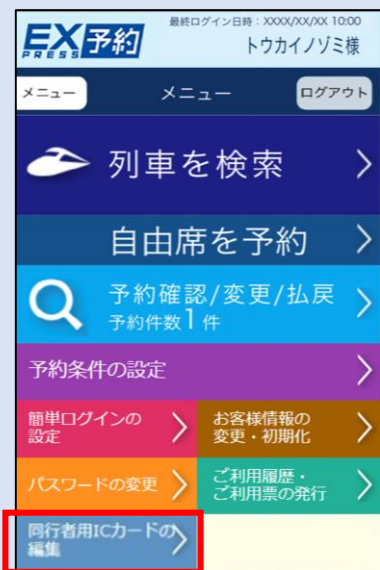 最終ログイン日時：XXXX/XX/XX 10:00
EX予約
PRESS
トウカイノゾミ様
メニュー
メニュー
ログアウト
列車を検索
自由席を予約
予約確認/変更/払戻
予約件数1件
予約条件の設定
簡単ログインの
設定
お客様情報の
変更・初期化
パスワードの変更
ご利用履歴・
ご利用票の発行
同行者用ICカードの
編集